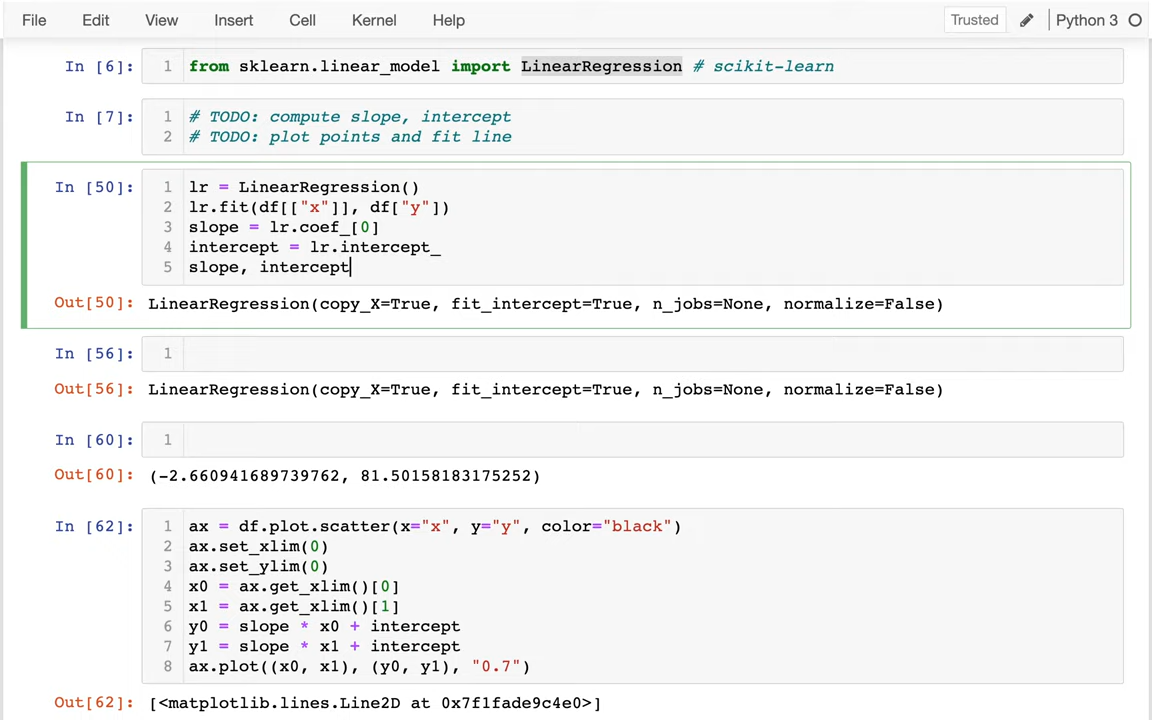 File Edit View Insert Cell Kernel Help Trusted Python 3
In [6]: 1 from sklearn.linear_model import LinearRegression # scikit-learn
In [7]: 1 # TODO: compute slope, intercept
2 # TODO: plot points and fit line
In [50]: 1 lr = LinearRegression()
2 lr.fit(df[["x"]], df["y"])
3 slope = lr.coef_[0]
4 intercept = lr.intercept_
5 slope, intercept
Out[50]: LinearRegression(copy_X=True, fit_intercept=True, n_jobs=None, normalize=False)
In [56]: 1
Out[56]: LinearRegression(copy_X=True, fit_intercept=True, n_jobs=None, normalize=False)
In [60]: 1
Out[60]: (-2.660941689739762, 81.50158183175252)
In [62]: 1 ax = df.plot.scatter(x="x", y="y", color="black")
2 ax.set_xlim(0)
3 ax.set_ylim(0)
4 x0 = ax.get_xlim()[0]
5 x1 = ax.get_xlim()[1]
6 y0 = slope * x0 + intercept
7 y1 = slope * x1 + intercept
8 ax.plot((x0, x1), (y0, y1), "0.7")
Out[62]: [<matplotlib.lines.Line2D at 0x7f1fade9c4e0>]